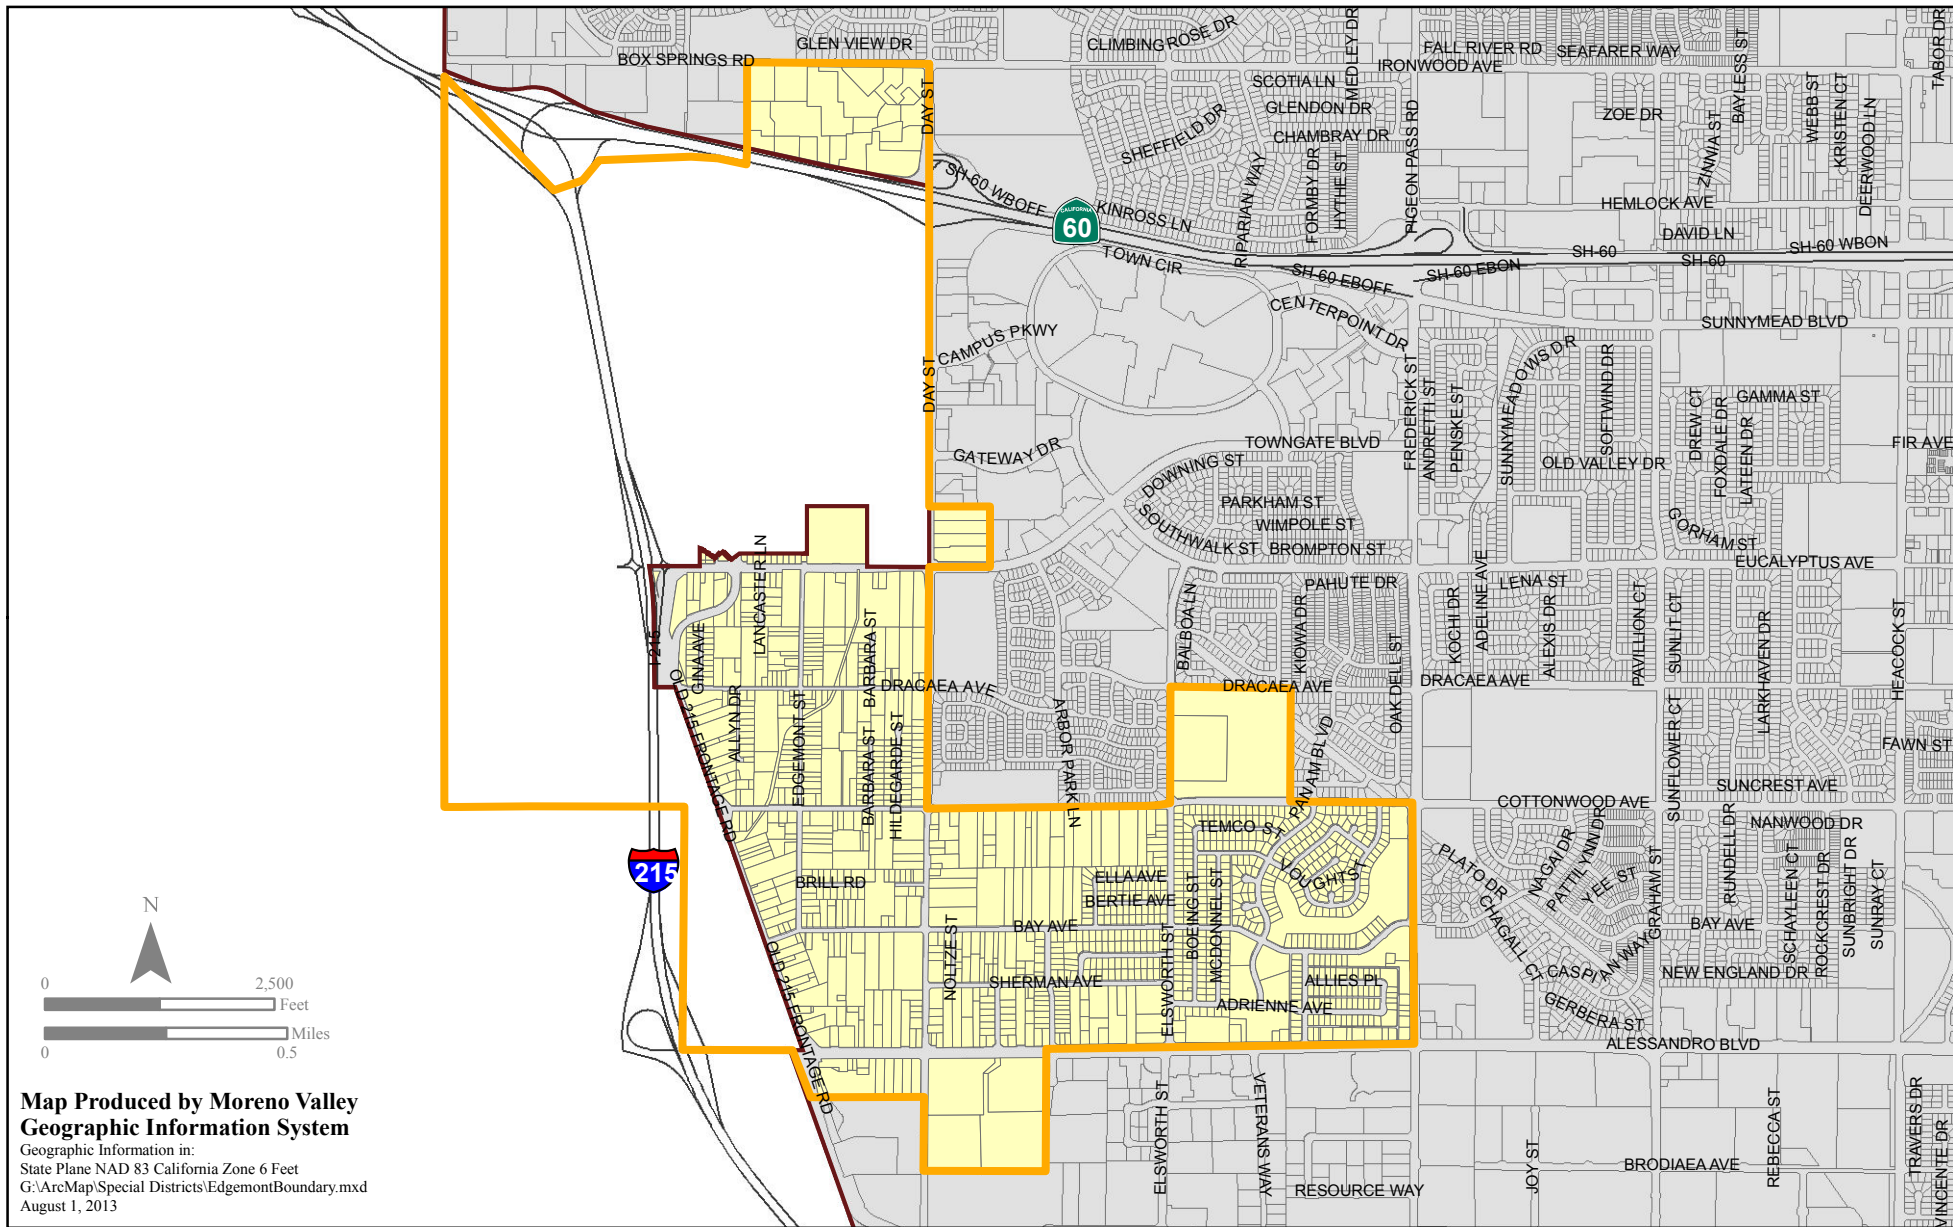 GLEN VIEW DR
CLIMBING ROSE DR
MEDLEY DR
FALL RIVER RD
SEAFARER WAY
BAYLESS ST
TABOR DR
BOX SPRINGS RD
IRONWOOD AVE
SCOTIA LN
GLENDON DR
CHAMBRAY DR
SHEFFIELD DR
DAY ST
PIGEON PASS RD
ZOE DR
ZINNIA ST
WEBB ST
KRISTEN CT
DEERWOOD LN
SH-60 WBOFF
CALIFORNIA
60
KINROSS LN
RIPARIAN WAY
FORMBY DR
HYTHE ST
HEMLOCK AVE
DAVID LN
SH-60 WBON
TOWN CIR
SH-60 EBOFF
SH-60 EBON
SH-60
SH-60
CENTERPOINT DR
SUNNYMEAD BLVD
CAMPUS PKWY
DAY ST
FREDERICK ST
ANDRETTI ST
PENSKE ST
SUNNYMEADOWS DR
SOFTWIND DR
DREW CT
FOXDALE DR
LATEEN DR
GAMMA ST
GATEWAY DR
TOWNGATE BLVD
FIR AVE
DOWNING ST
OLD VALLEY DR
PARKHAM ST
WIMPOLE ST
SOUTHWALK ST
BROMPTON ST
GORHAM ST
EUCALYPTUS AVE
LANCASTER LN
PAHUTE DR
LENA ST
BALBOA LN
KIOWA DR
OAKDELL ST
KOCHI DR
ADELINE AVE
ALEXIS DR
PAVILLION CT
SUNLIT CT
LARKHAVEN DR
HEACOCK ST
I-215
GINA AVE
BARBARA ST
DRACAEA AVE
DRACAEA AVE
DRACAEA AVE
OLD 215 FRONTAGE RD
ALLYN DR
EDGEMONT ST
BARBARA ST
HILDEGARDE ST
ARBOR PARK LN
PAN AM BLVD
SUNFLOWER CT
FAWN ST
SUNCREST AVE
COTTONWOOD AVE
TEMCO ST
NANWOOD DR
215
BRILL RD
ELLA AVE
BERTIE AVE
VOUGHT ST
BOEING ST
MCDONNELL ST
PLATO DR
NAGAI DR
PATTILYNN DR
YEE ST
GRAHAM ST
RUNDELL DR
SCHAYLEEN CT
ROCKCREST DR
SUNBRIGHT DR
SUNRAY CT
BAY AVE
BAY AVE
NOLTZE ST
ELSWORTH ST
CHAGALL CT
CASPIAN WAY
NEW ENGLAND DR
SHERMAN AVE
ALLIES PL
ADRIENNE AVE
GERBERA ST
OLD 215 FRONTAGE RD
ALESSANDRO BLVD
ELSWORTH ST
VETERANS WAY
JOY ST
REBECCA ST
TRAVERS DR
VINCENTE DR
BRODIAEA AVE
RESOURCE WAY
N
0 2,500
Feet
Miles
0 0.5
Map Produced by Moreno Valley
Geographic Information System
Geographic Information in:
State Plane NAD 83 California Zone 6 Feet
G:\ArcMap\Special Districts\EdgemontBoundary.mxd
August 1, 2013